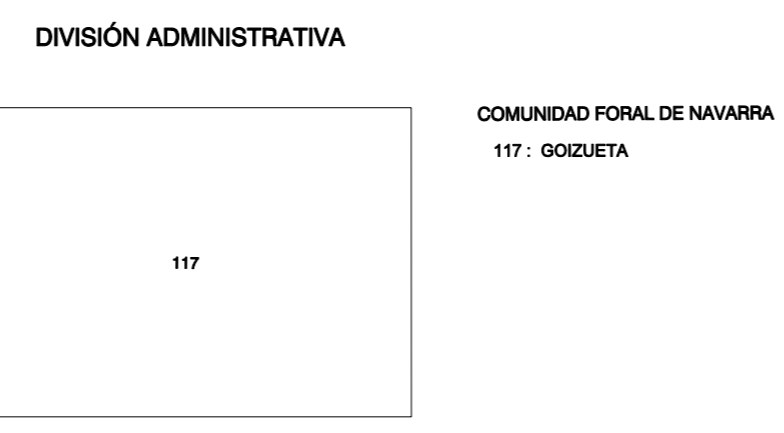 DIVISIÓN ADMINISTRATIVA
COMUNIDAD FORAL DE NAVARRA
117 : GOIZUETA
117